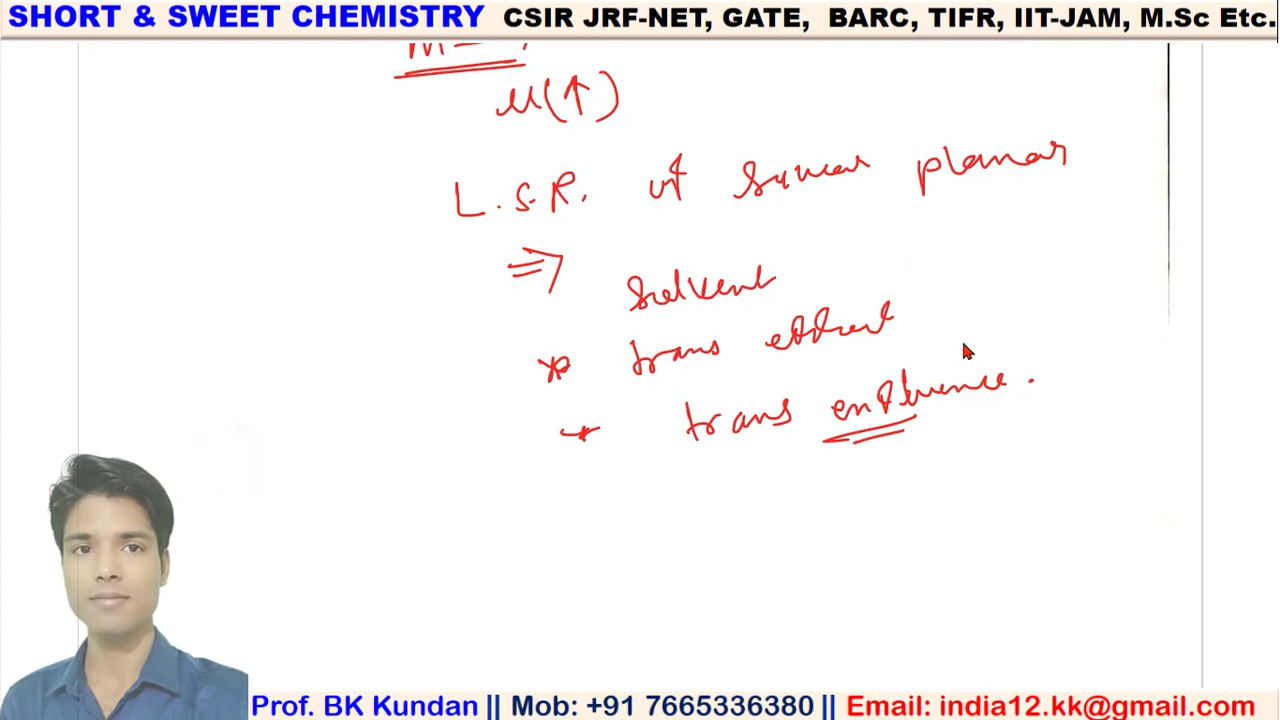 SHORT & SWEET CHEMISTRY CSIR JRF-NET, GATE, BARC, TIFR, IIT-JAM, M.Sc Etc.
μ(↑)
L.S.R. of Square planar
⇒ Solvent
* trans effect
* trans enfluence.
Prof. BK Kundan || Mob: +91 7665336380 || Email: india12.kk@gmail.com